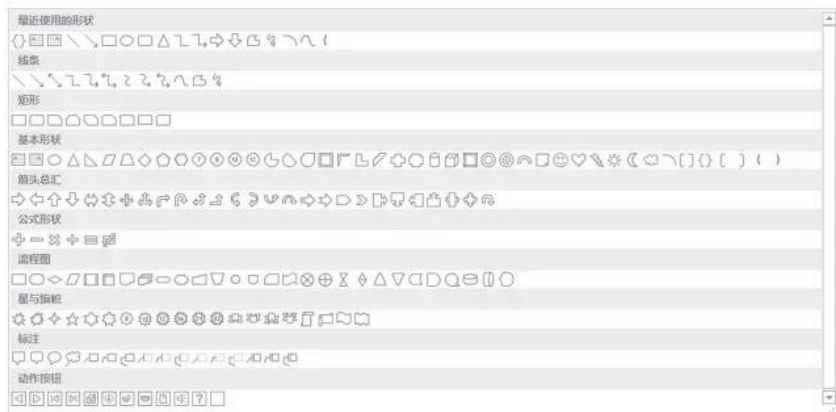 最近使用的形状
线条
矩形
基本形状
箭头总汇
公式形状
流程图
星与旗帜
标注
动作按钮